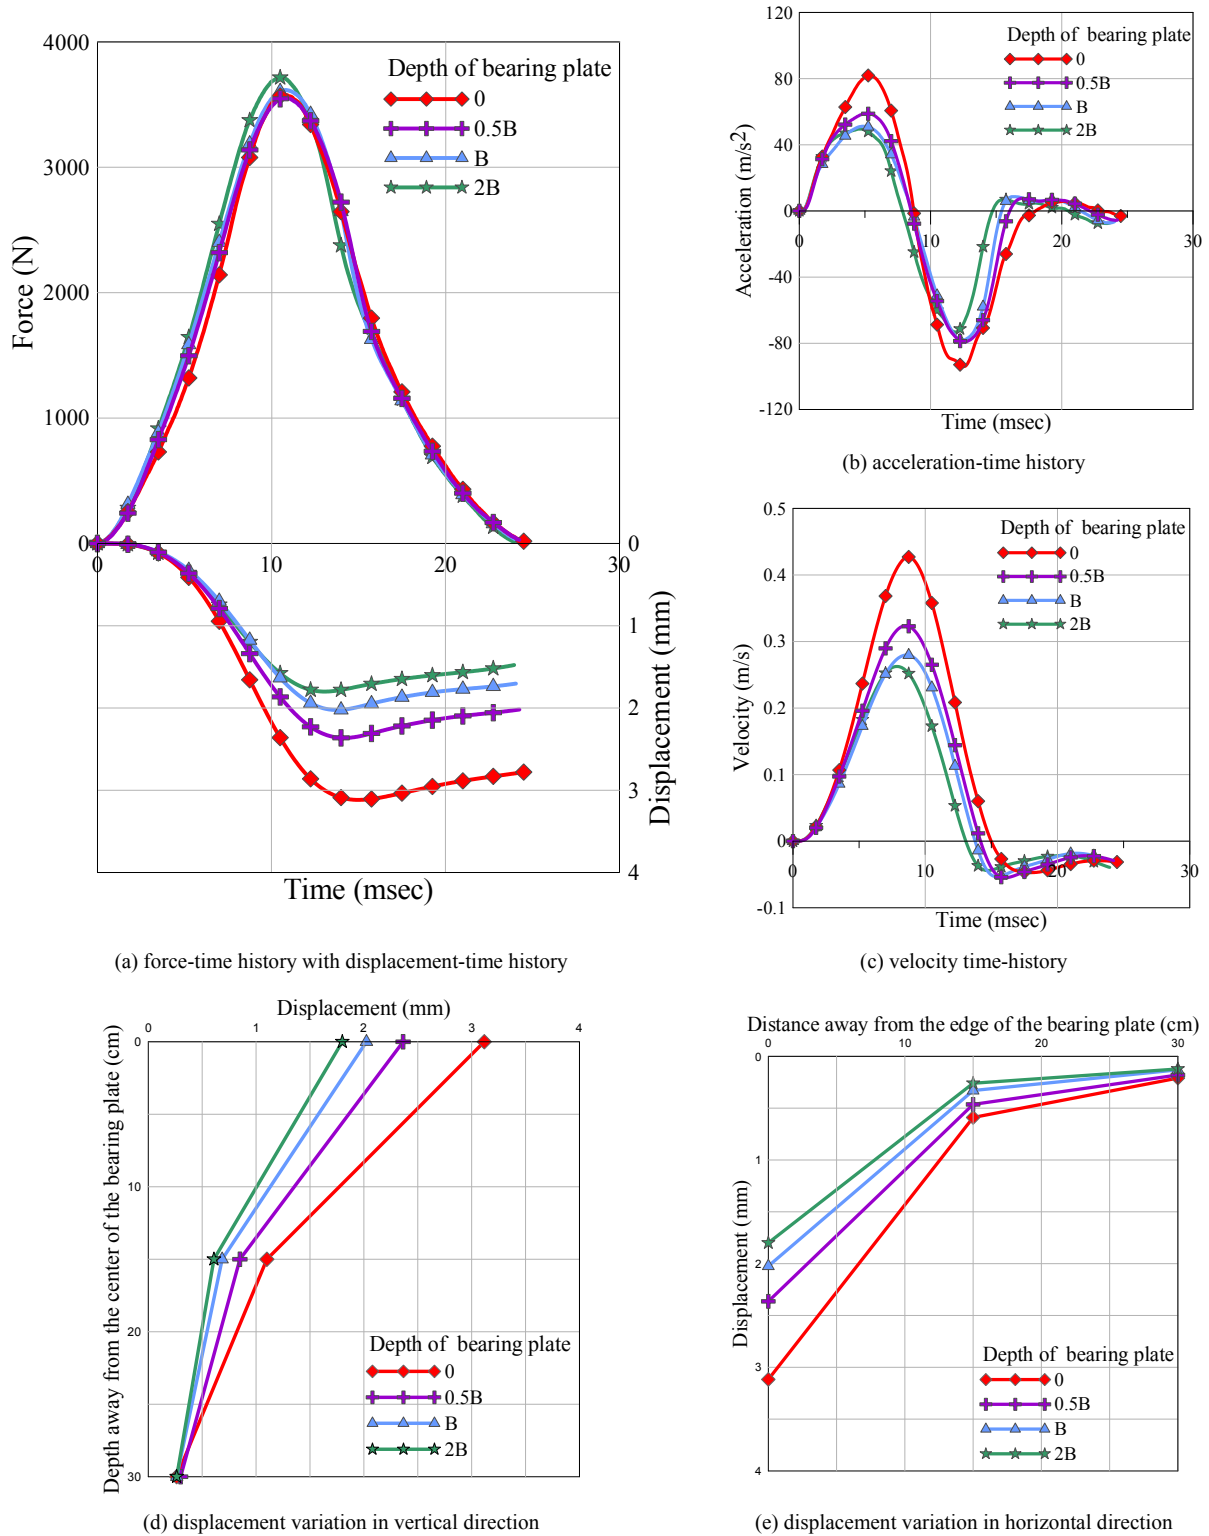 4000
3000
2000
1000
0
Force (N)
Depth of bearing plate
0
0.5B
B
2B
0
10
20
30
0
1
2
3
4
Displacement (mm)
Time (msec)
(a) force-time history with displacement-time history
120
80
40
0
-40
-80
-120
Acceleration (m/s2)
Depth of bearing plate
0
0.5B
B
2B
0
10
20
30
Time (msec)
(b) acceleration-time history
0.5
0.4
0.3
0.2
0.1
0
-0.1
Velocity (m/s)
Depth of bearing plate
0
0.5B
B
2B
0
10
20
30
Time (msec)
(c) velocity time-history
Displacement (mm)
0
1
2
3
4
0
10
20
30
Depth away from the center of the bearing plate (cm)
Depth of bearing plate
0
0.5B
B
2B
(d) displacement variation in vertical direction
Distance away from the edge of the bearing plate (cm)
0
10
20
30
0
1
2
3
4
Displacement (mm)
Depth of bearing plate
0
0.5B
B
2B
(e) displacement variation in horizontal direction